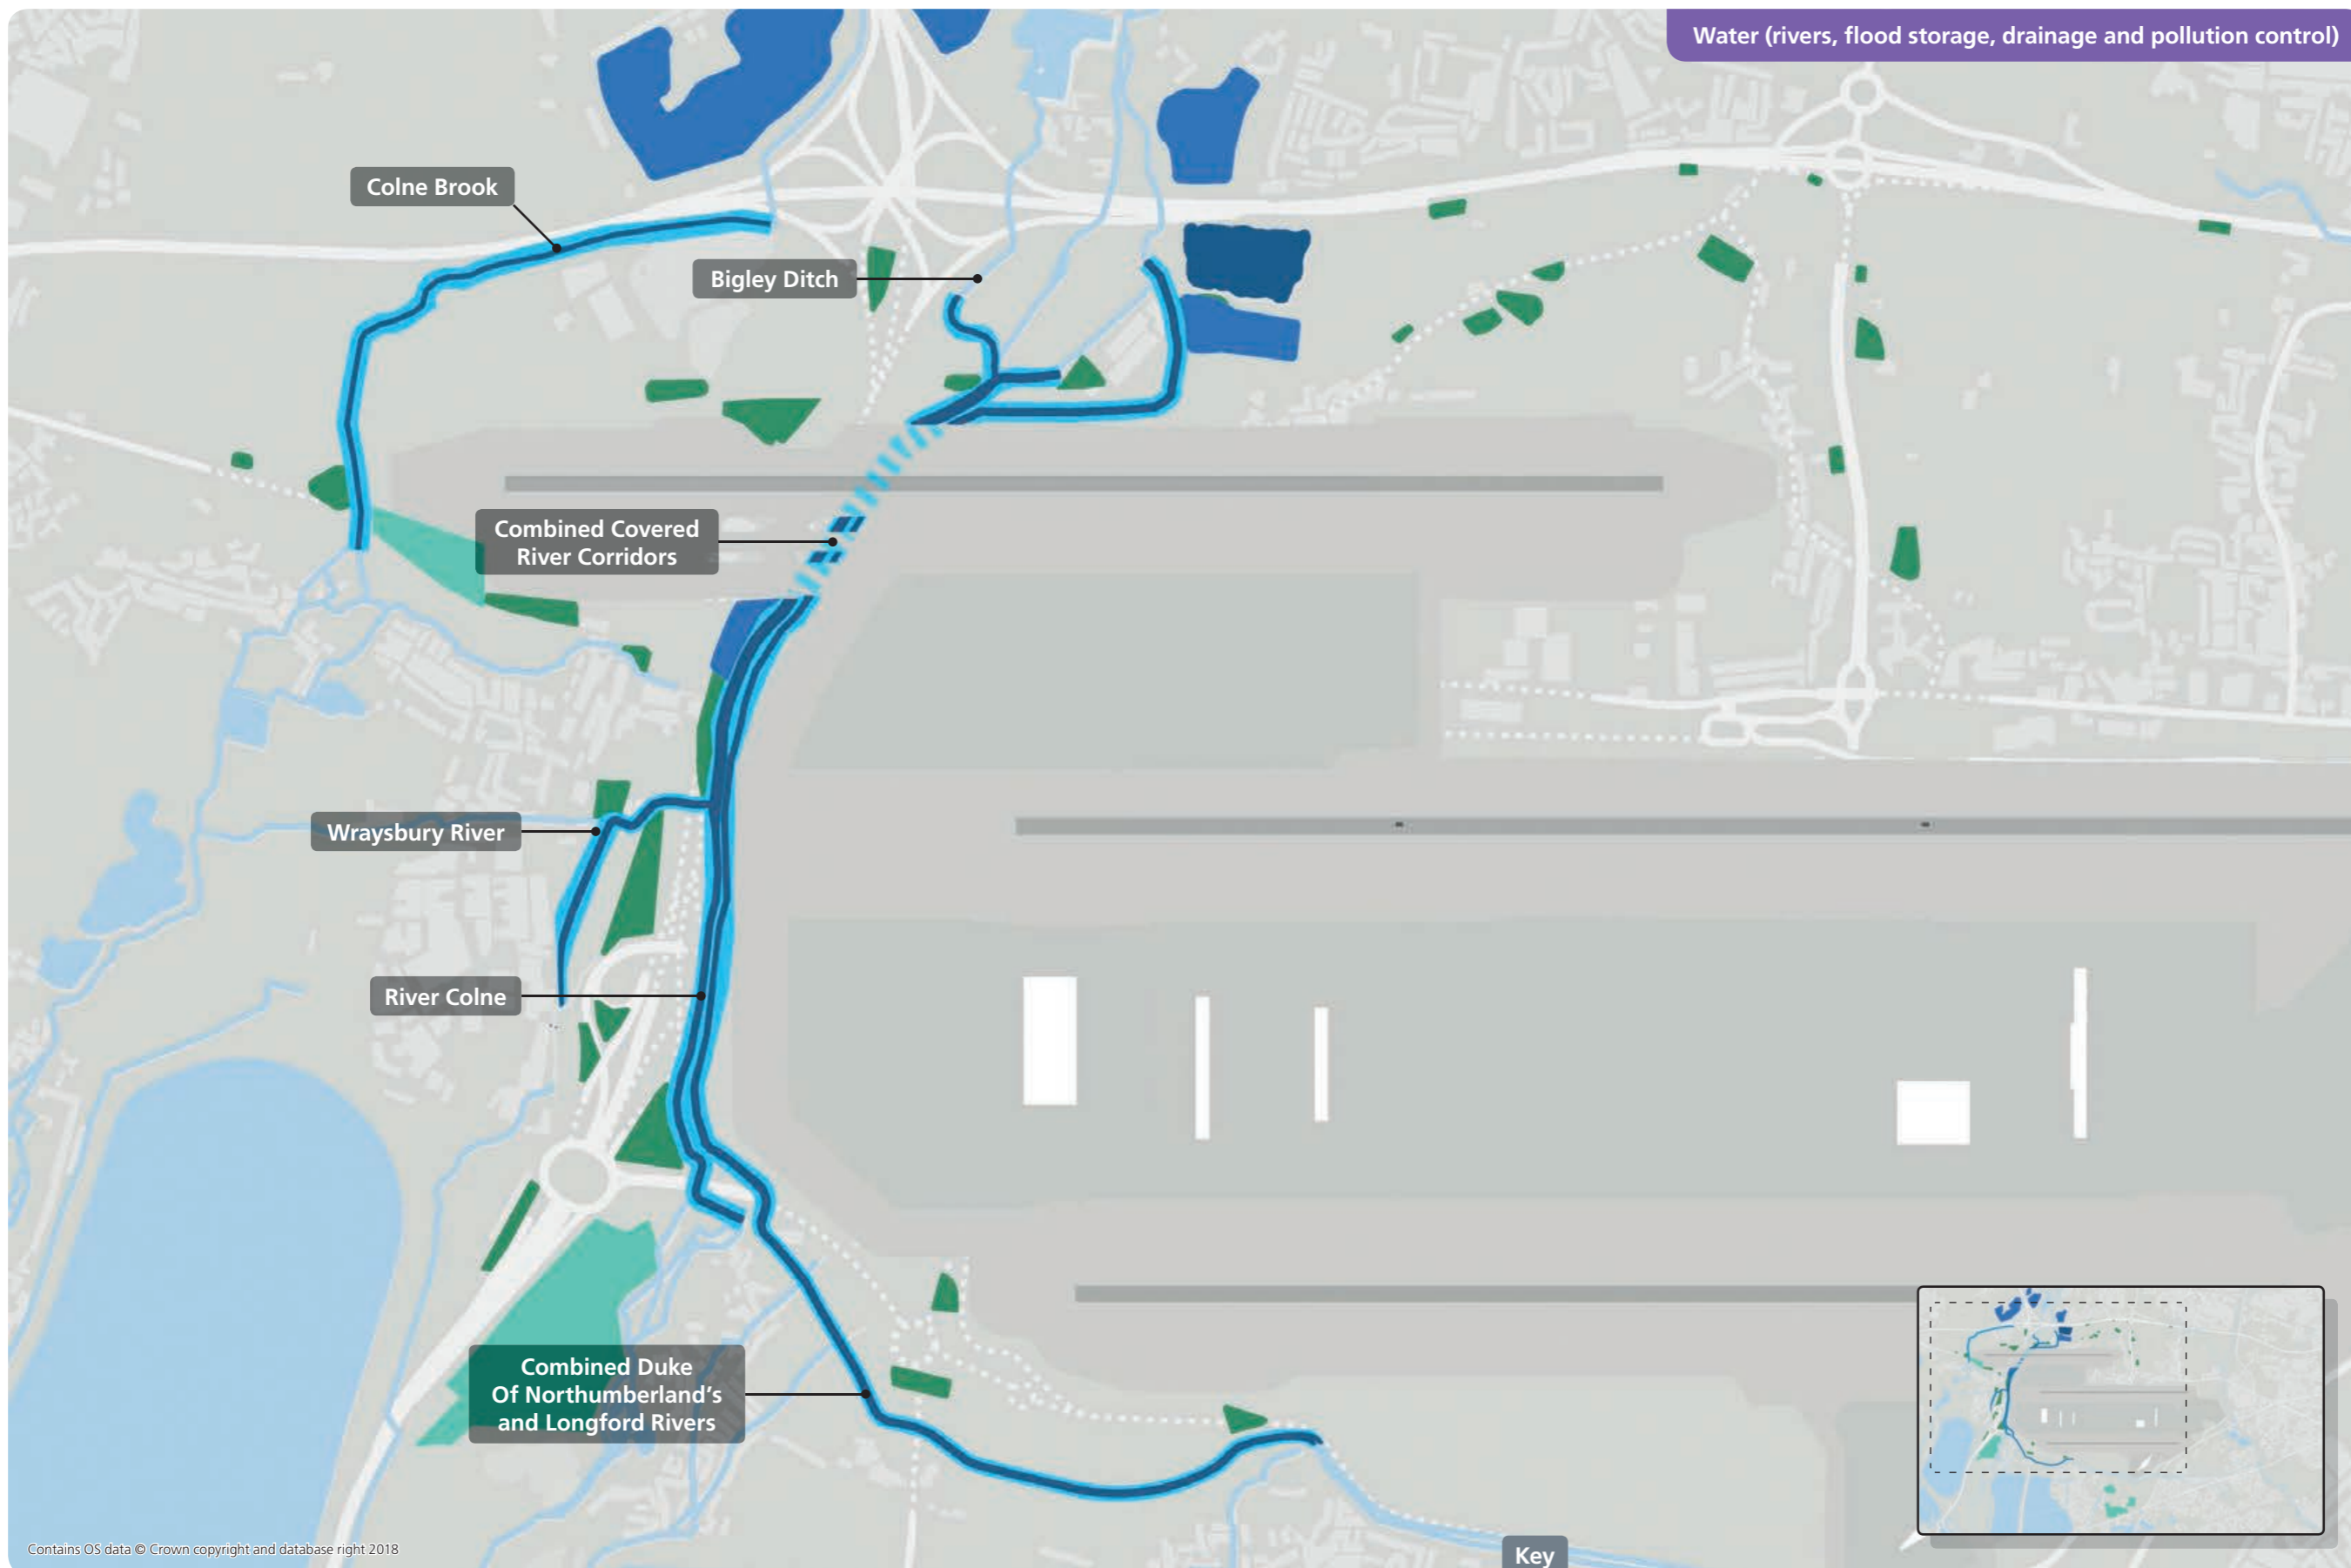 Water (rivers, flood storage, drainage and pollution control)
Colne Brook
Bigley Ditch
Combined Covered
River Corridors
Wraysbury River
River Colne
Combined Duke
Of Northumberland’s
and Longford Rivers
Contains OS data © Crown copyright and database right 2018
Key